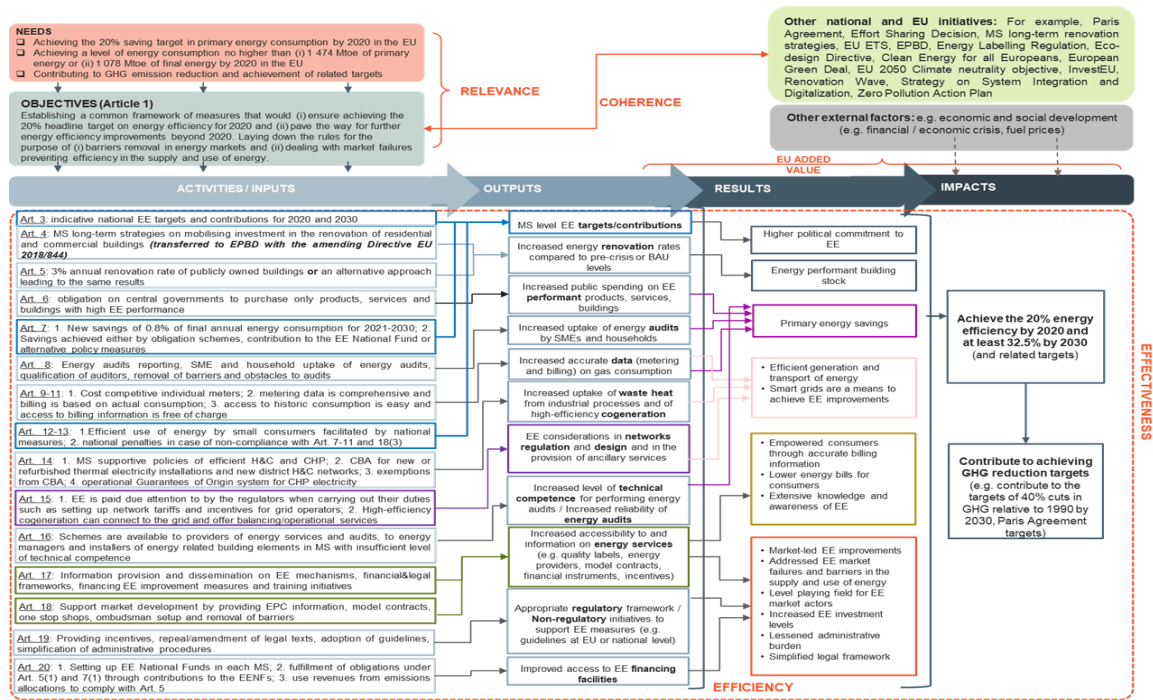 NEEDS
❑ Achieving the 20% saving target in primary energy consumption by 2020 in the EU
❑ Achieving a level of energy consumption no higher than (i) 1 474 Mtoe of primary
energy or (ii) 1 078 Mtoe of final energy by 2020 in the EU
❑ Contributing to GHG emission reduction and achievement of related targets
OBJECTIVES (Article 1)
Establishing a common framework of measures that would (i) ensure achieving the
20% headline target on energy efficiency for 2020 and (ii) pave the way for further
energy efficiency improvements beyond 2020. Laying down the rules for the
purpose of (i) barriers removal in energy markets and (ii) dealing with market failures
preventing efficiency in the supply and use of energy.
RELEVANCE
COHERENCE
Other national and EU initiatives: For example, Paris
Agreement, Effort Sharing Decision, MS long-term renovation
strategies, EU ETS, EPBD, Energy Labelling Regulation, Eco-
design Directive, Clean Energy for all Europeans, European
Green Deal, EU 2050 Climate neutrality objective, InvestEU,
Renovation Wave, Strategy on System Integration and
Digitalization, Zero Pollution Action Plan
Other external factors: e.g. economic and social development
(e.g. financial / economic crisis, fuel prices)
EU ADDED
VALUE
ACTIVITIES / INPUTS
OUTPUTS
RESULTS
IMPACTS
Art. 3: indicative national EE targets and contributions for 2020 and 2030
Art. 4: MS long-term strategies on mobilising investment in the renovation of residential
and commercial buildings (transferred to EPBD with the amending Directive EU
2018/844)
Art. 5: 3% annual renovation rate of publicly owned buildings or an alternative approach
leading to the same results
Art. 6: obligation on central governments to purchase only products, services and
buildings with high EE performance
Art. 7: 1. New savings of 0.8% of final annual energy consumption for 2021-2030; 2.
Savings achieved either by obligation schemes, contribution to the EE National Fund or
alternative policy measures
Art. 8: Energy audits reporting, SME and household uptake of energy audits,
qualification of auditors, removal of barriers and obstacles to audits
Art. 9-11: 1. Cost competitive individual meters; 2. metering data is comprehensive and
billing is based on actual consumption; 3. access to historic consumption is easy and
access to billing information is free of charge
Art. 12-13: 1.Efficient use of energy by small consumers facilitated by national
measures; 2. national penalties in case of non-compliance with Art. 7-11 and 18(3)
Art. 14: 1. MS supportive policies of efficient H&C and CHP; 2. CBA for new or
refurbished thermal electricity installations and new district H&C networks; 3. exemptions
from CBA; 4. operational Guarantees of Origin system for CHP electricity
Art. 15: 1. EE is paid due attention to by the regulators when carrying out their duties
such as setting up network tariffs and incentives for grid operators; 2. High-efficiency
cogeneration can connect to the grid and offer balancing/operational services
Art. 16: Schemes are available to providers of energy services and audits, to energy
managers and installers of energy related building elements in MS with insufficient level
of technical competence
Art. 17: Information provision and dissemination on EE mechanisms, financial&legal
frameworks, financing EE improvement measures and training initiatives
Art. 18: Support market development by providing EPC information, model contracts,
one stop shops, ombudsman setup and removal of barriers
Art. 19: Providing incentives, repeal/amendment of legal texts, adoption of guidelines,
simplification of administrative procedures
Art. 20: 1. Setting up EE National Funds in each MS; 2. fulfillment of obligations under
Art. 5(1) and 7(1) through contributions to the EENFs; 3. use revenues from emissions
allocations to comply with Art. 5
MS level EE targets/contributions
Increased energy renovation rates
compared to pre-crisis or BAU
levels
Increased public spending on EE
performant products, services,
buildings
Increased uptake of energy audits
by SMEs and households
Increased accurate data (metering
and billing) on gas consumption
Increased uptake of waste heat
from industrial processes and of
high-efficiency cogeneration
EE considerations in networks
regulation and design and in the
provision of ancillary services
Increased level of technical
competence for performing energy
audits / Increased reliability of
energy audits
Increased accessibility to and
information on energy services
(e.g. quality labels, energy
providers, model contracts,
financial instruments, incentives)
Appropriate regulatory framework /
Non-regulatory initiatives to
support EE measures (e.g.
guidelines at EU or national level)
Improved access to EE financing
facilities
Higher political commitment to
EE
Energy performant building
stock
Primary energy savings
• Efficient generation and
transport of energy
• Smart grids are a means to
achieve EE improvements
• Empowered consumers
through accurate billing
information
• Lower energy bills for
consumers
• Extensive knowledge and
awareness of EE
• Market-led EE improvements
• Addressed EE market
failures and barriers in the
supply and use of energy
• Level playing field for EE
market actors
• Increased EE investment
levels
• Lessened administrative
burden
• Simplified legal framework
Achieve the 20% energy
efficiency by 2020 and
at least 32.5% by 2030
(and related targets)
Contribute to achieving
GHG reduction targets
(e.g. contribute to the
targets of 40% cuts in
GHG relative to 1990 by
2030, Paris Agreement
targets)
EFFECTIVENESS
EFFICIENCY